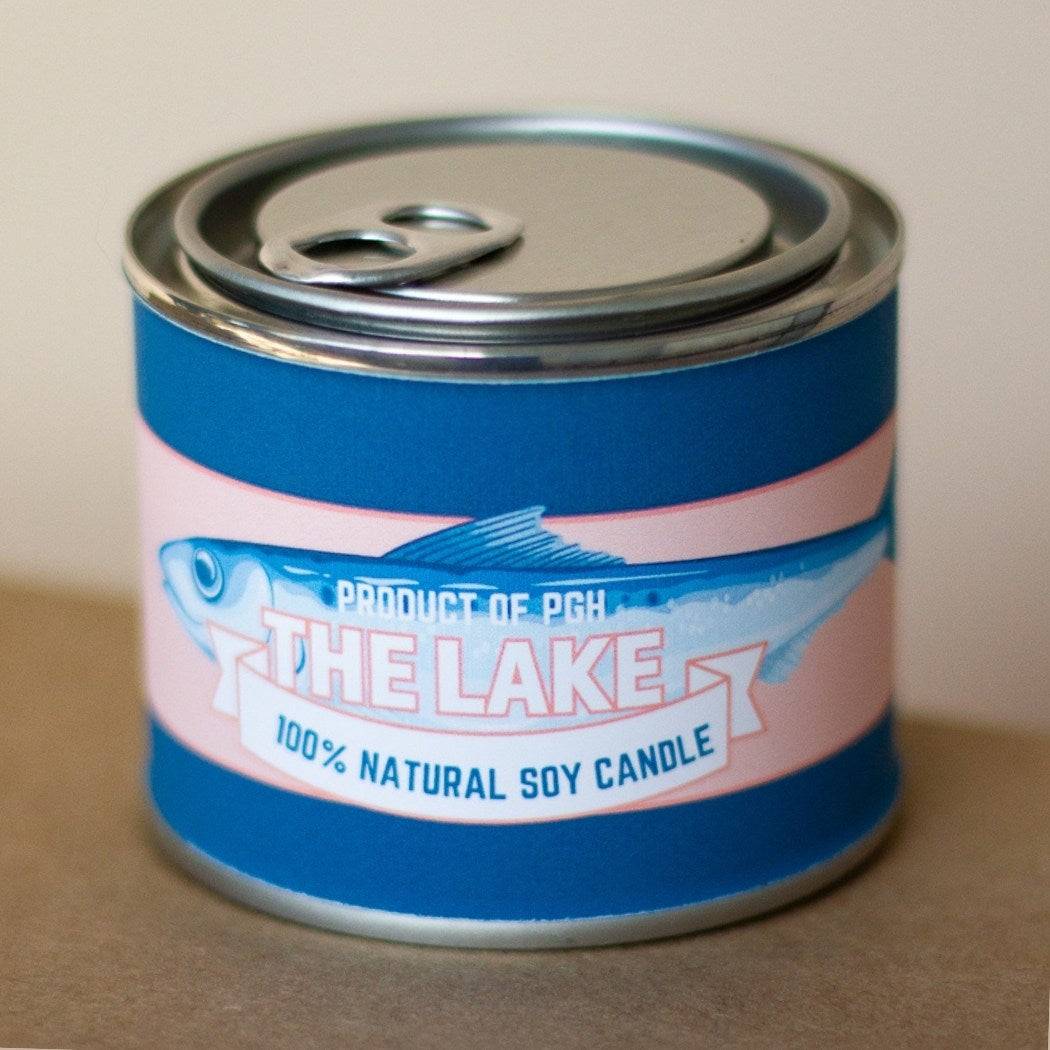 PRODUCT OF PGH
THE LAKE
100% NATURAL SOY CANDLE